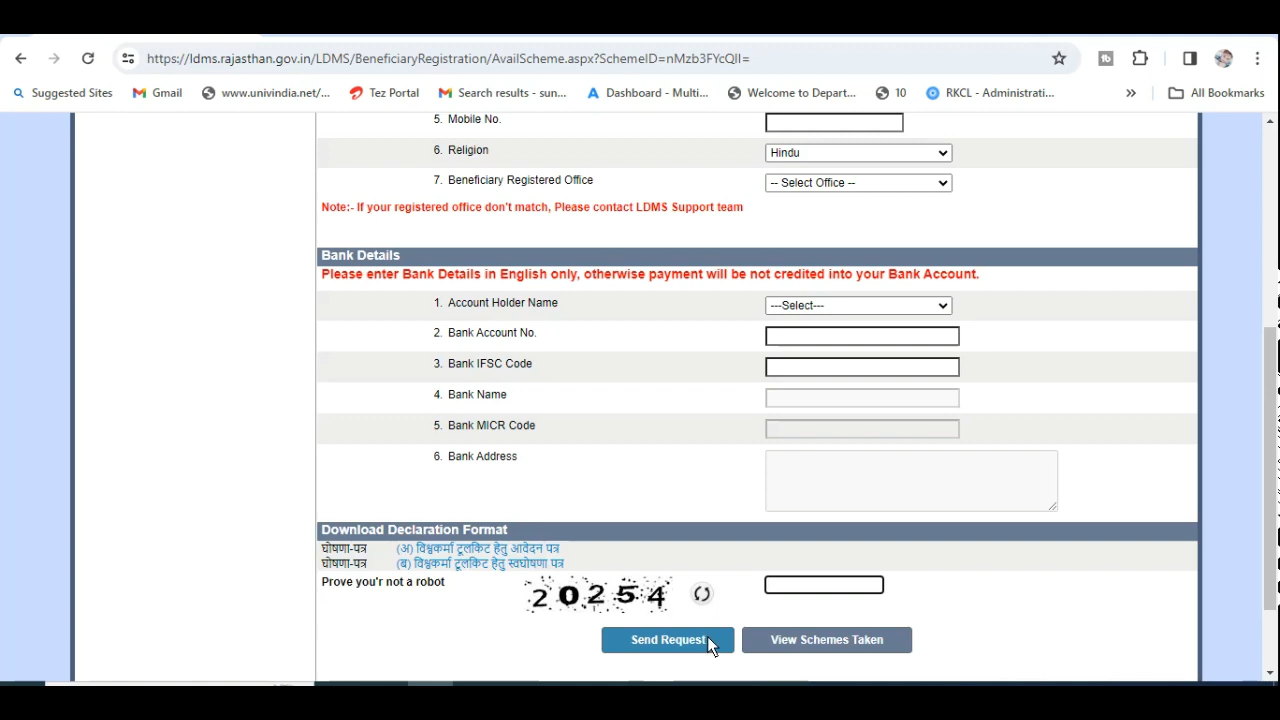 https://ldms.rajasthan.gov.in/LDMS/BeneficiaryRegistration/AvailScheme.aspx?SchemeID=nMzb3FYcQII=
Suggested Sites Gmail www.univindia.net/... Tez Portal Search results - sun... Dashboard - Multi... Welcome to Depart... 10 RKCL - Administrati... » All Bookmarks
5. Mobile No.
6. Religion Hindu
7. Beneficiary Registered Office -- Select Office --
Note:- If your registered office don't match, Please contact LDMS Support team
Bank Details
Please enter Bank Details in English only, otherwise payment will be not credited into your Bank Account.
1. Account Holder Name ---Select---
2. Bank Account No.
3. Bank IFSC Code
4. Bank Name
5. Bank MICR Code
6. Bank Address
Download Declaration Format
घोषणा-पत्र (अ) विश्वकर्मा टूलकिट हेतु आवेदन पत्र
घोषणा-पत्र (ब) विश्वकर्मा टूलकिट हेतु स्वघोषणा पत्र
Prove you'r not a robot 20254
Send Request View Schemes Taken